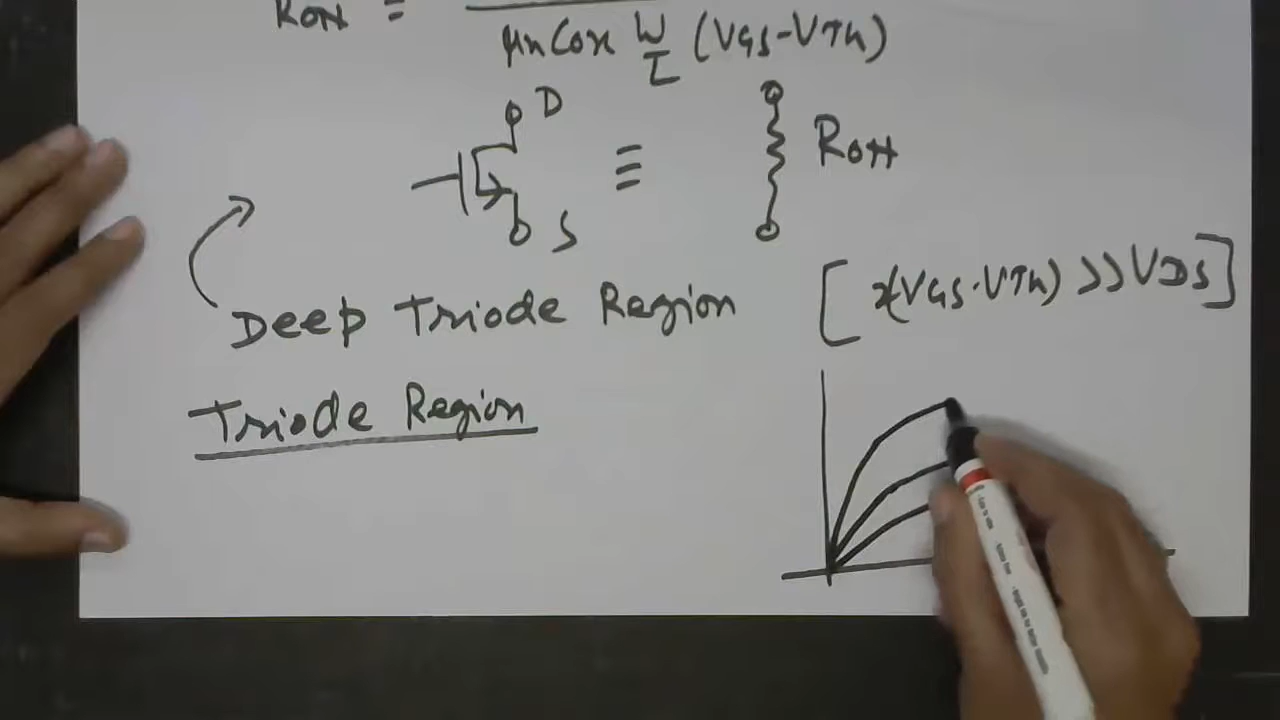 RON =
μnCox W/L (VGS-VTH)
D
≡ RON
S
Deep Triode Region [2(VGS-VTH) >> VDS]
Triode Region